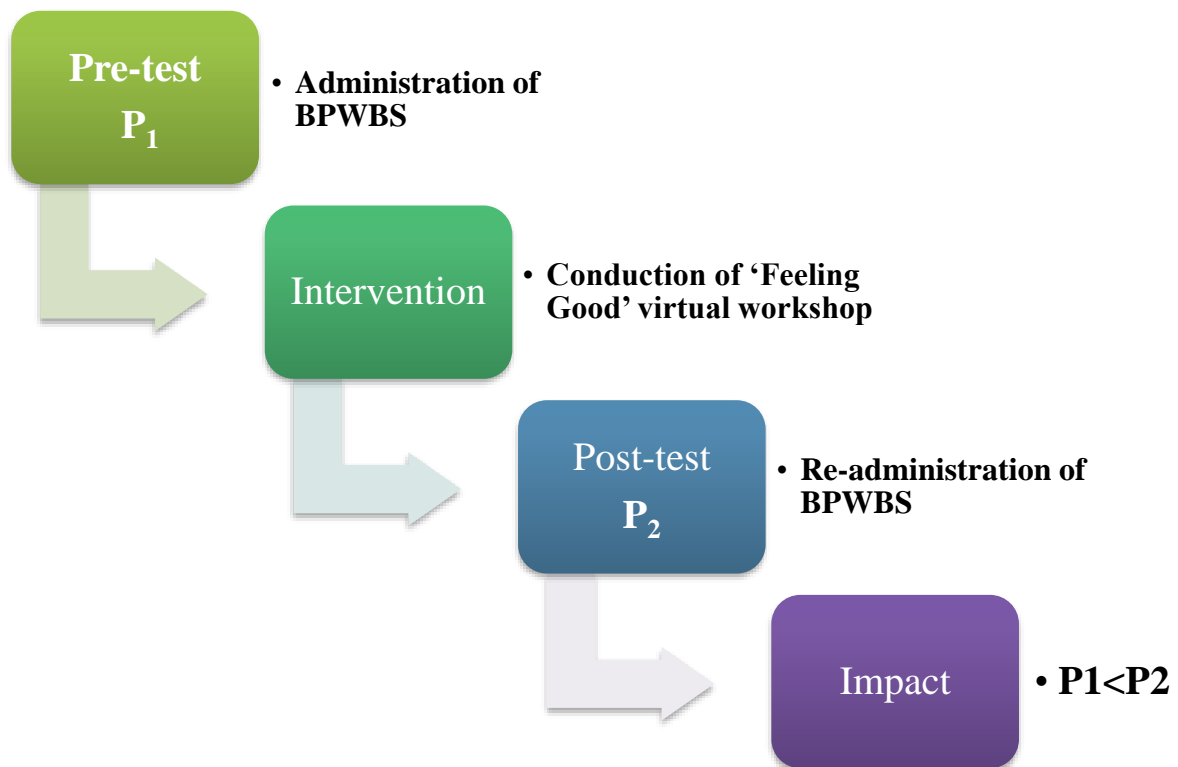 Pre-test
P₁
• Administration of
BPWBS
Intervention
• Conduction of ‘Feeling
Good’ virtual workshop
Post-test
P₂
• Re-administration of
BPWBS
Impact
• P1<P2